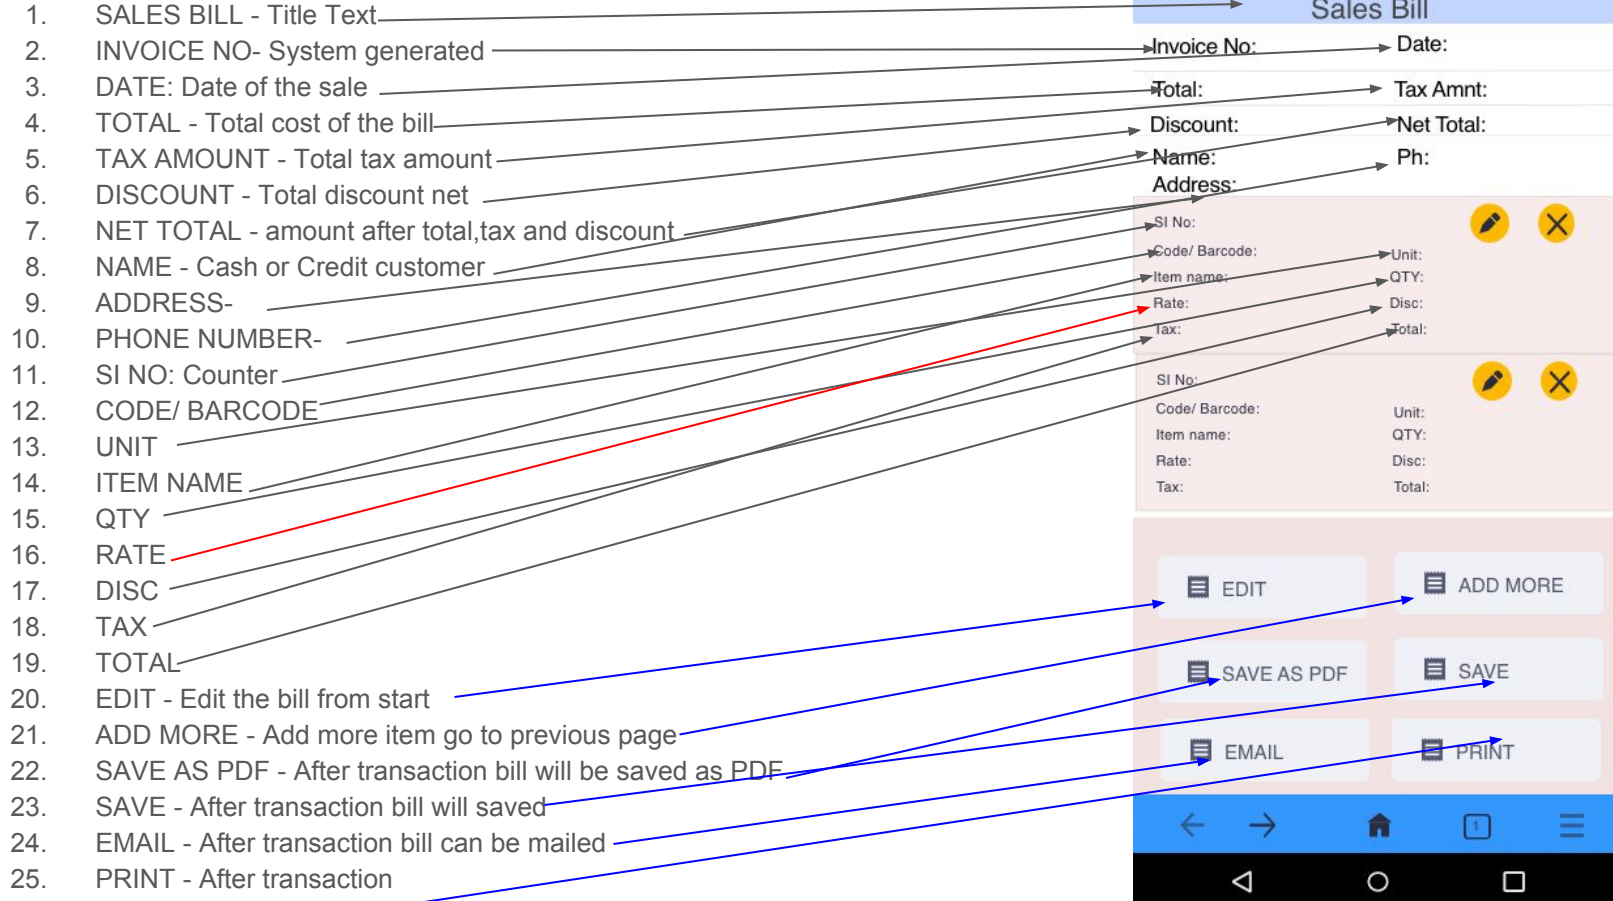 1. SALES BILL - Title Text
2. INVOICE NO- System generated
3. DATE: Date of the sale
4. TOTAL - Total cost of the bill
5. TAX AMOUNT - Total tax amount
6. DISCOUNT - Total discount net
7. NET TOTAL - amount after total,tax and discount
8. NAME - Cash or Credit customer
9. ADDRESS-
10. PHONE NUMBER-
11. SI NO: Counter
12. CODE/ BARCODE
13. UNIT
14. ITEM NAME
15. QTY
16. RATE
17. DISC
18. TAX
19. TOTAL
20. EDIT - Edit the bill from start
21. ADD MORE - Add more item go to previous page
22. SAVE AS PDF - After transaction bill will be saved as PDF
23. SAVE - After transaction bill will saved
24. EMAIL - After transaction bill can be mailed
25. PRINT - After transaction
Sales Bill
Invoice No: Date:
Total: Tax Amnt:
Discount: Net Total:
Name: Ph:
Address:
SI No:
Code/ Barcode: Unit:
Item name: QTY:
Rate: Disc:
Tax: Total:
SI No:
Code/ Barcode: Unit:
Item name: QTY:
Rate: Disc:
Tax: Total:
EDIT ADD MORE
SAVE AS PDF SAVE
EMAIL PRINT
1